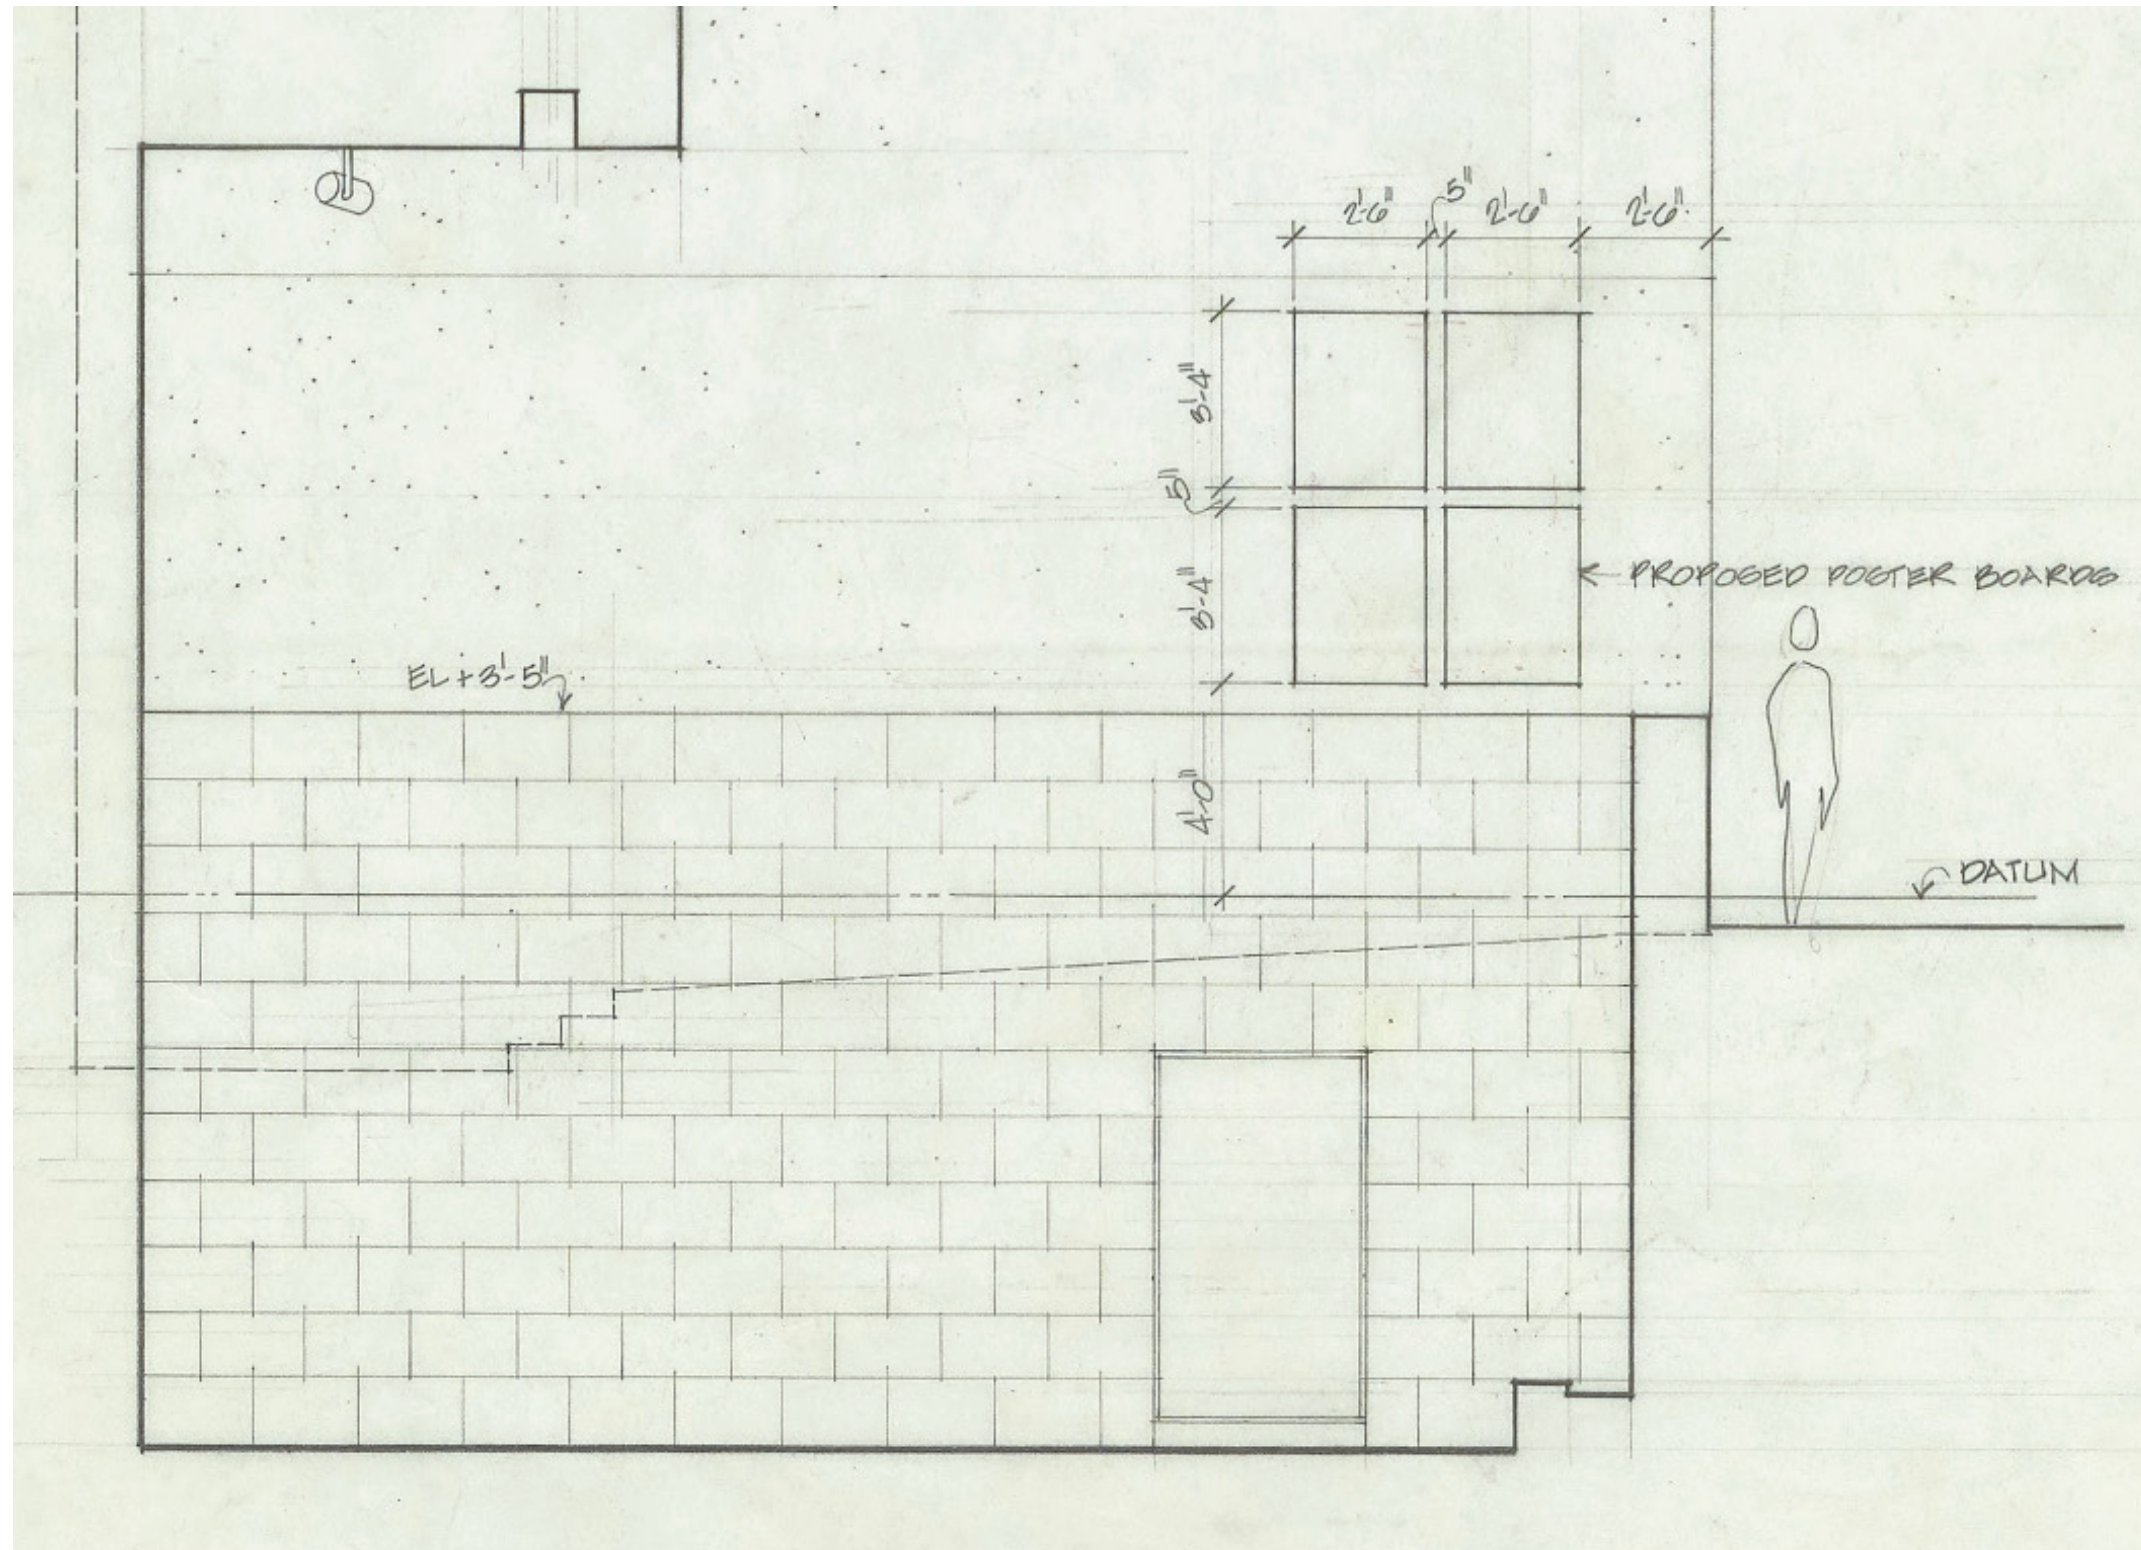 5"
2'-6" 2'-6" 2'-6"
3'-4"
5"
3'-4"
PROPOSED POSTER BOARDS
EL + 3'-5"
4'-0"
DATUM